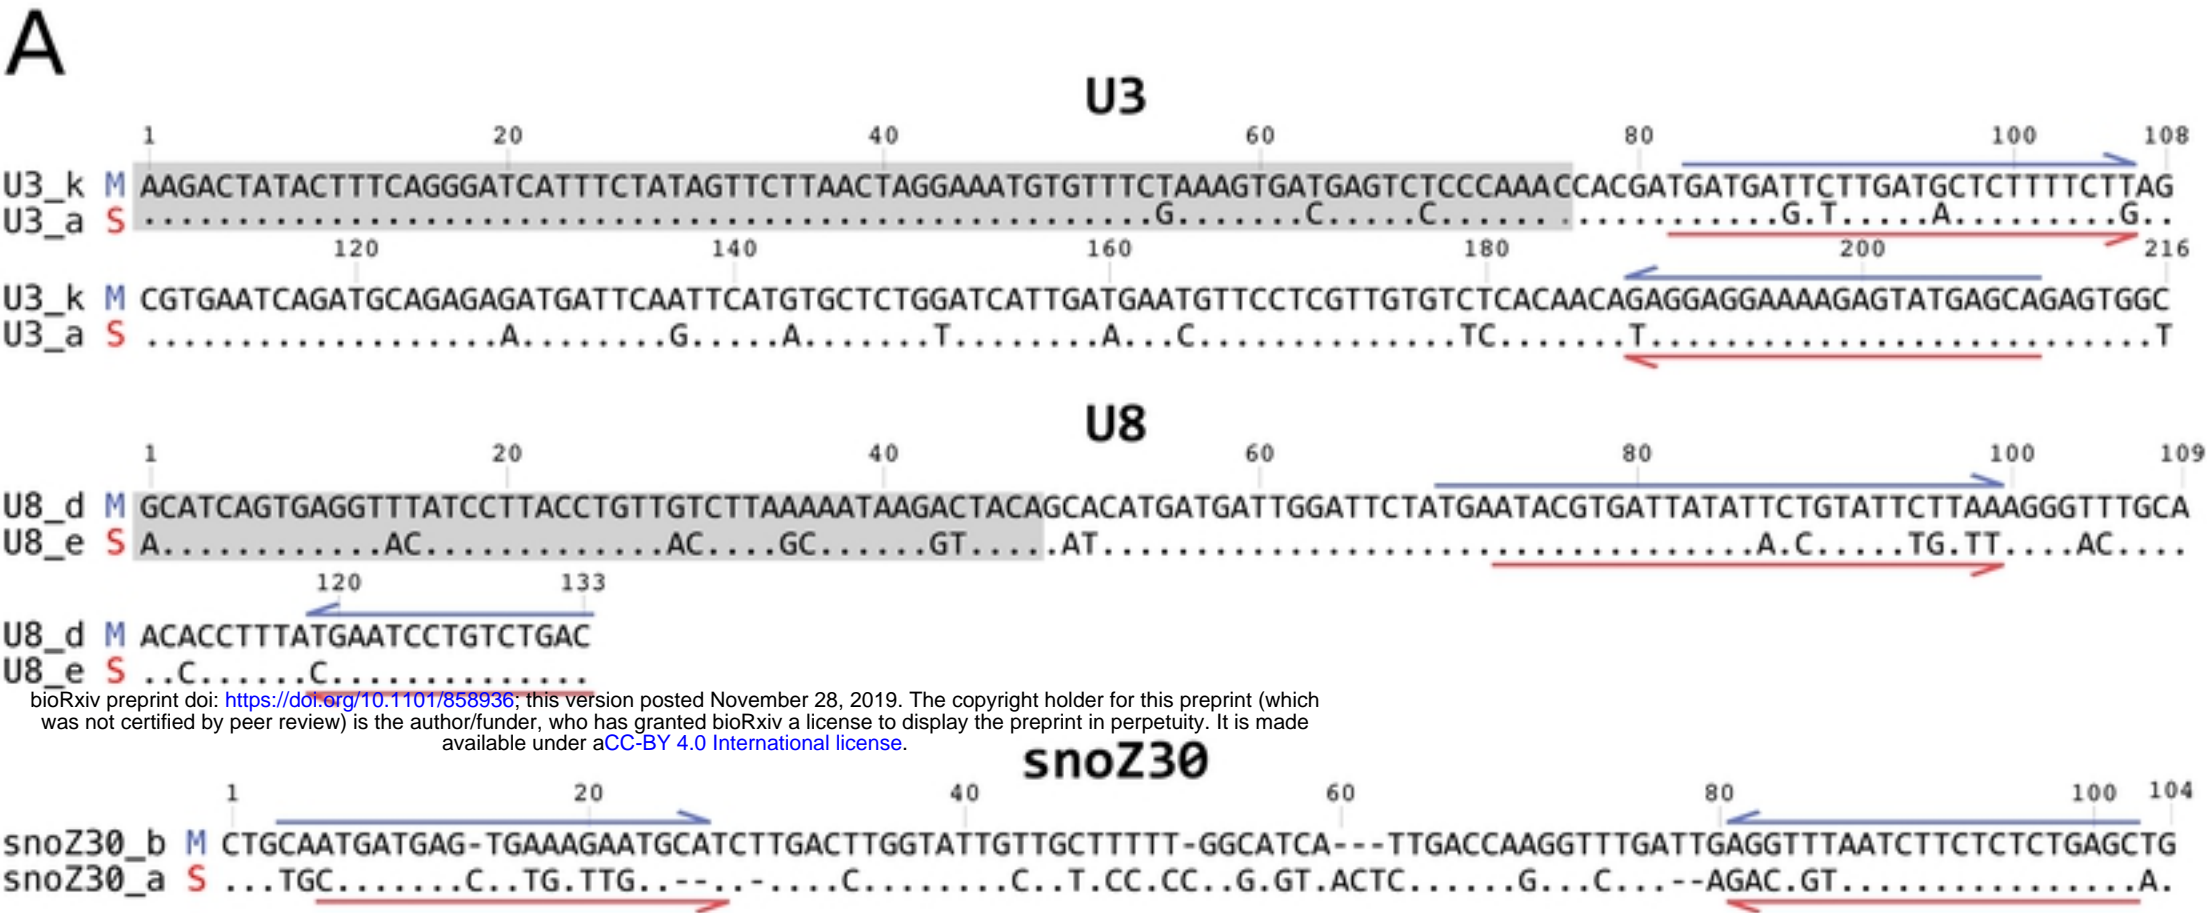 A
U3
1 20 40 60 80 100 108
U3_k M AAGACTATACTTTCAGGGATCATTTCTATAGTTCTTAACTAGGAAATGTGTTTCTAAAGTGATGAGTCTCCCAAACCACGATGATGATTCTTGATGCTCTTTTCTTAG
U3_a S ......................................................G.......C.....C..................G.T.....A.........G..
120 140 160 180 200 216
U3_k M CGTGAATCAGATGCAGAGAGATGATTCAATTCATGTGCTCTGGATCATTGATGAATGTTCCTCGTTGTGTCTCACAACAGAGGAGGAAAAGAGTATGAGCAGAGTGGC
U3_a S ...................A........G.....A.......T........A...C..............TC.......T...........................T
U8
1 20 40 60 80 100 109
U8_d M GCATCAGTGAGGTTTATCCTTACCTGTTGTCTTAAAAATAAGACTACAGCACATGATGATTGGATTCTATGAATACGTGATTATATTCTGTATTCTTAAAGGGTTTGCA
U8_e S A............AC.............AC....GC......GT.....AT...................................A.C.....TG.TT....AC....
120 133
U8_d M ACACCTTTATGAATCCTGTCTGAC
U8_e S ..C......C..............
bioRxiv preprint doi: https://doi.org/10.1101/858936; this version posted November 28, 2019. The copyright holder for this preprint (which
was not certified by peer review) is the author/funder, who has granted bioRxiv a license to display the preprint in perpetuity. It is made
available under aCC-BY 4.0 International license.
snoZ30
1 20 40 60 80 100 104
snoZ30_b M CTGCAATGATGAG-TGAAAGAATGCATCTTGACTTGGTATTGTTGCTTTTT-GGCATCA---TTGACCAAGGTTTGATTGAGGTTTAATCTTCTCTCTGAGCTG
snoZ30_a S ...TGC.......C..TG.TTG..--..-....C........C..T.CC.CC..G.GT.ACTC......G...C...--AGAC.GT................A.